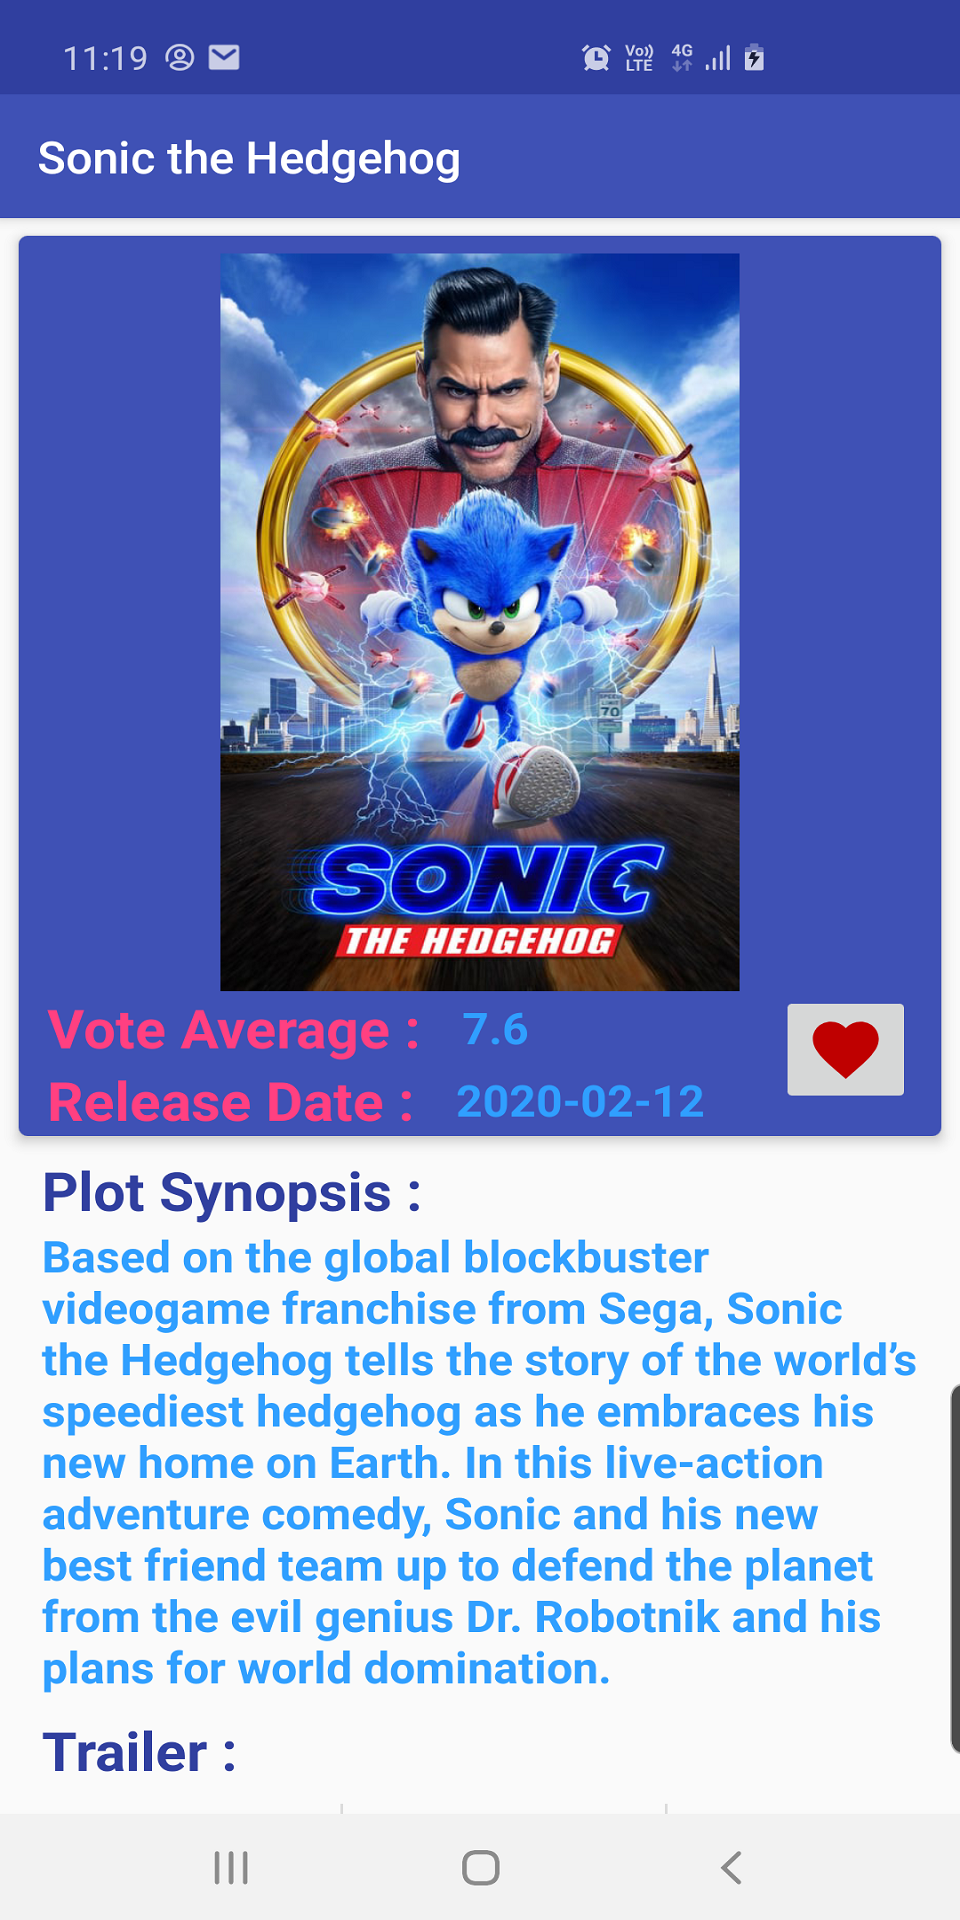 11:19
Vo)) LTE 4G
Sonic the Hedgehog
SPEED LIMIT 70
SONIC
THE HEDGEHOG
Vote Average : 7.6
Release Date : 2020-02-12
Plot Synopsis :
Based on the global blockbuster
videogame franchise from Sega, Sonic
the Hedgehog tells the story of the world’s
speediest hedgehog as he embraces his
new home on Earth. In this live-action
adventure comedy, Sonic and his new
best friend team up to defend the planet
from the evil genius Dr. Robotnik and his
plans for world domination.
Trailer :